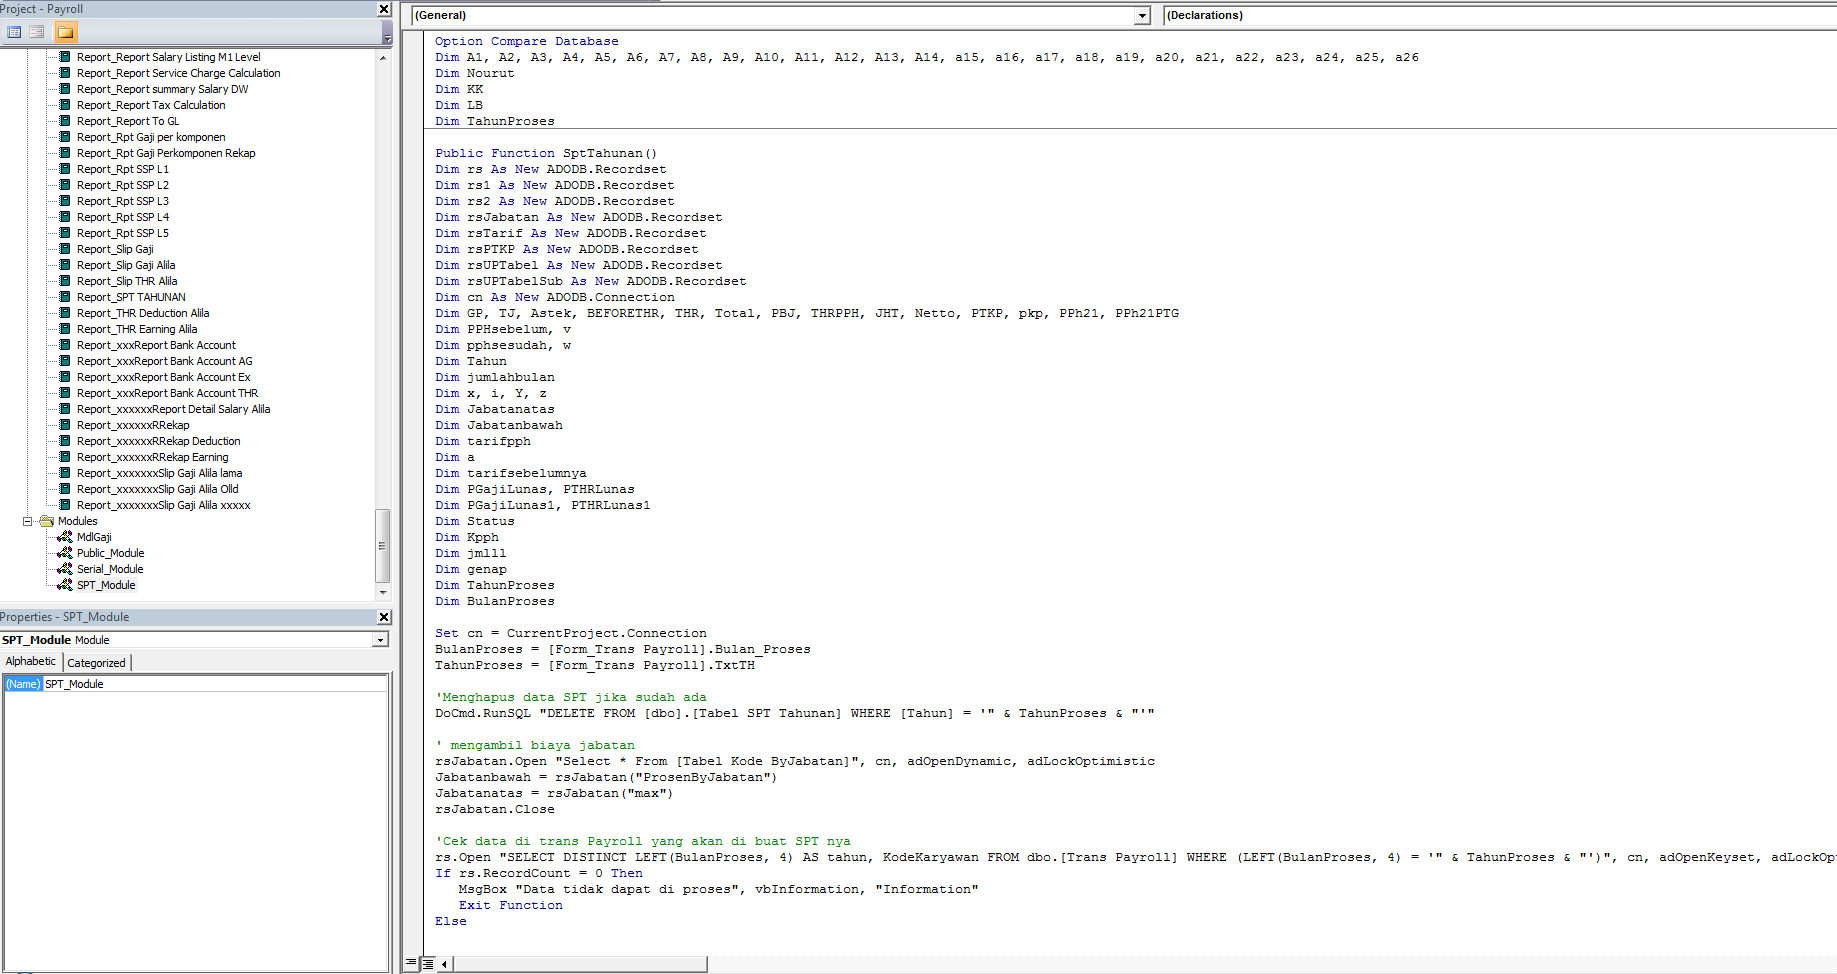 Project - Payroll
Report_Report Salary Listing M1 Level
Report_Report Service Charge Calculation
Report_Report summary Salary DW
Report_Report Tax Calculation
Report_Report To GL
Report_Rpt Gaji per komponen
Report_Rpt Gaji Perkomponen Rekap
Report_Rpt SSP L1
Report_Rpt SSP L2
Report_Rpt SSP L3
Report_Rpt SSP L4
Report_Rpt SSP L5
Report_Slip Gaji
Report_Slip Gaji Alila
Report_Slip THR Alila
Report_SPT TAHUNAN
Report_THR Deduction Alila
Report_THR Earning Alila
Report_xxxReport Bank Account
Report_xxxReport Bank Account AG
Report_xxxReport Bank Account Ex
Report_xxxReport Bank Account THR
Report_xxxxxxReport Detail Salary Alila
Report_xxxxxxRRekap
Report_xxxxxxRRekap Deduction
Report_xxxxxxRRekap Earning
Report_xxxxxxxSlip Gaji Alila lama
Report_xxxxxxxSlip Gaji Alila Olld
Report_xxxxxxxSlip Gaji Alila xxxxx
Modules
MdlGaji
Public_Module
Serial_Module
SPT_Module
Properties - SPT_Module
SPT_Module Module
Alphabetic Categorized
(Name) SPT_Module
(General) (Declarations)
Option Compare Database
Dim A1, A2, A3, A4, A5, A6, A7, A8, A9, A10, A11, A12, A13, A14, a15, a16, a17, a18, a19, a20, a21, a22, a23, a24, a25, a26
Dim Nourut
Dim KK
Dim LB
Dim TahunProses
Public Function SptTahunan()
Dim rs As New ADODB.Recordset
Dim rs1 As New ADODB.Recordset
Dim rs2 As New ADODB.Recordset
Dim rsJabatan As New ADODB.Recordset
Dim rsTarif As New ADODB.Recordset
Dim rsPTKP As New ADODB.Recordset
Dim rsUPTabel As New ADODB.Recordset
Dim rsUPTabelSub As New ADODB.Recordset
Dim cn As New ADODB.Connection
Dim GP, TJ, Astek, BEFORETHR, THR, Total, PBJ, THRPPH, JHT, Netto, PTKP, pkp, PPh21, PPh21PTG
Dim PPHsebelum, v
Dim pphsesudah, w
Dim Tahun
Dim jumlahbulan
Dim x, i, Y, z
Dim Jabatanatas
Dim Jabatanbawah
Dim tarifpph
Dim a
Dim tarifsebelumnya
Dim PGajiLunas, PTHRLunas
Dim PGajiLunas1, PTHRLunas1
Dim Status
Dim Kpph
Dim jmlll
Dim genap
Dim TahunProses
Dim BulanProses
Set cn = CurrentProject.Connection
BulanProses = [Form_Trans Payroll].Bulan_Proses
TahunProses = [Form_Trans Payroll].TxtTH
'Menghapus data SPT jika sudah ada
DoCmd.RunSQL "DELETE FROM [dbo].[Tabel SPT Tahunan] WHERE [Tahun] = '" & TahunProses & "'"
' mengambil biaya jabatan
rsJabatan.Open "Select * From [Tabel Kode ByJabatan]", cn, adOpenDynamic, adLockOptimistic
Jabatanbawah = rsJabatan("ProsenByJabatan")
Jabatanatas = rsJabatan("max")
rsJabatan.Close
'Cek data di trans Payroll yang akan di buat SPT nya
rs.Open "SELECT DISTINCT LEFT(BulanProses, 4) AS tahun, KodeKaryawan FROM dbo.[Trans Payroll] WHERE (LEFT(BulanProses, 4) = '" & TahunProses & "')", cn, adOpenKeyset, adLockOpt
If rs.RecordCount = 0 Then
MsgBox "Data tidak dapat di proses", vbInformation, "Information"
Exit Function
Else